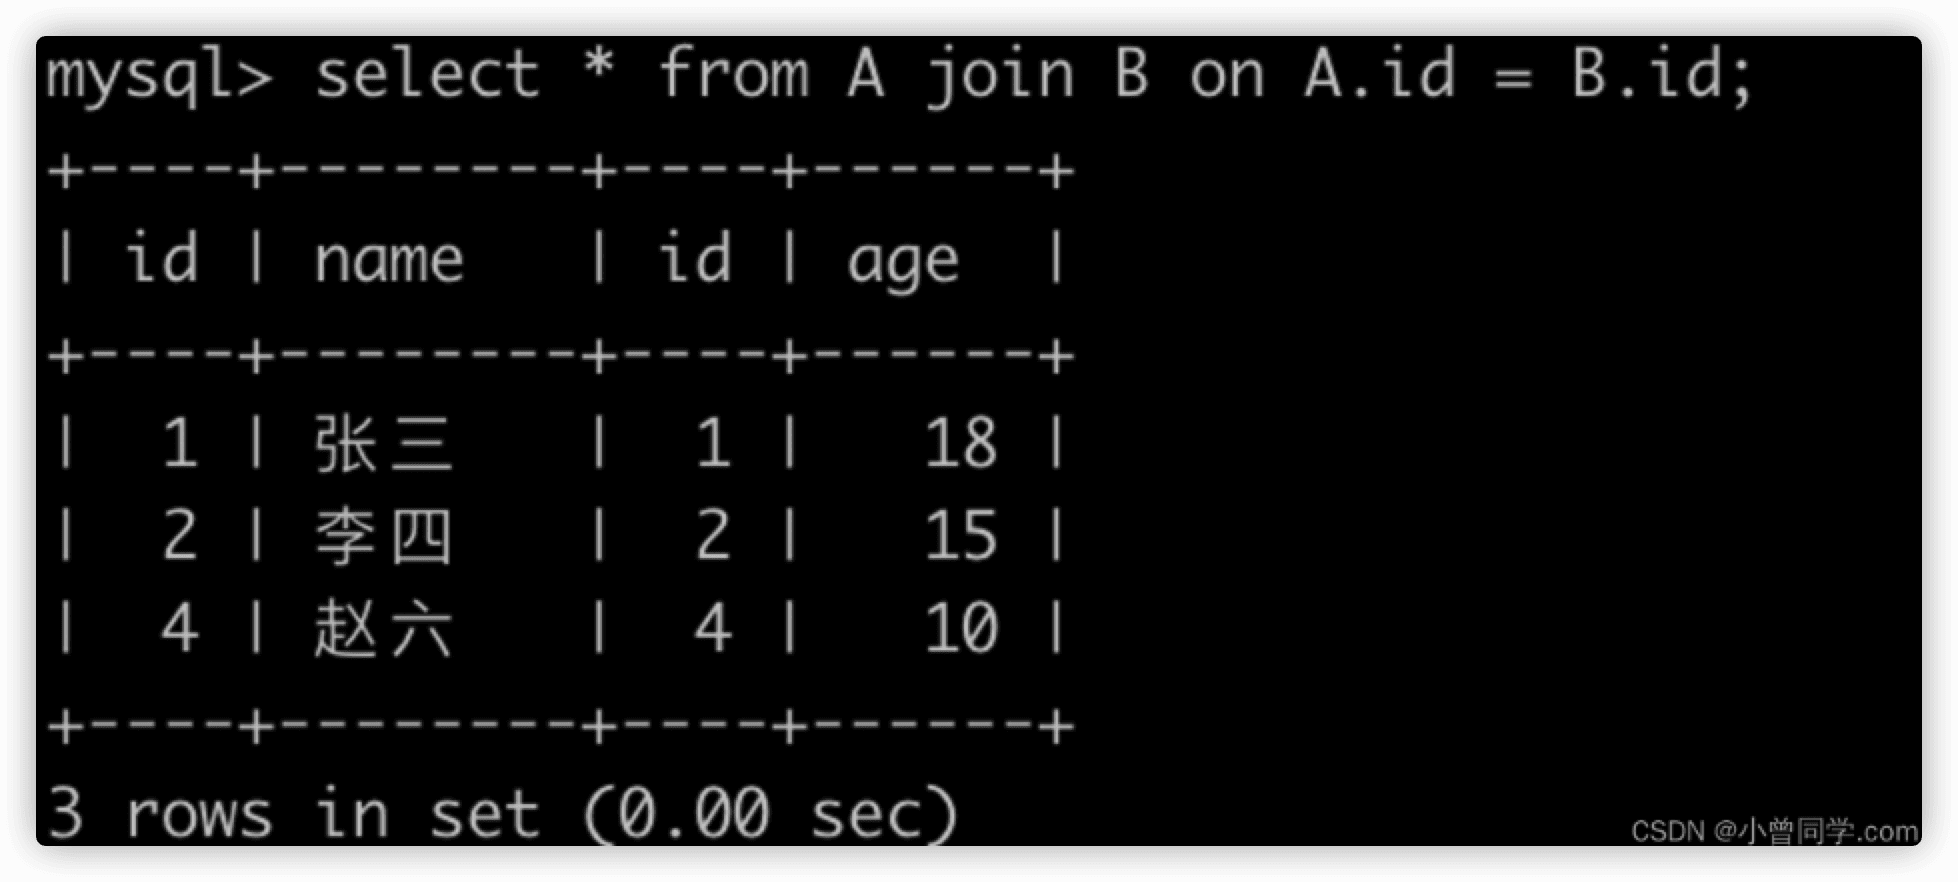 mysql> select * from A join B on A.id = B.id;
+----+--------+----+------+
| id | name   | id | age  |
+----+--------+----+------+
|  1 | 张三   |  1 |   18 |
|  2 | 李四   |  2 |   15 |
|  4 | 赵六   |  4 |   10 |
+----+--------+----+------+
3 rows in set (0.00 sec)
CSDN @小曾同学.com